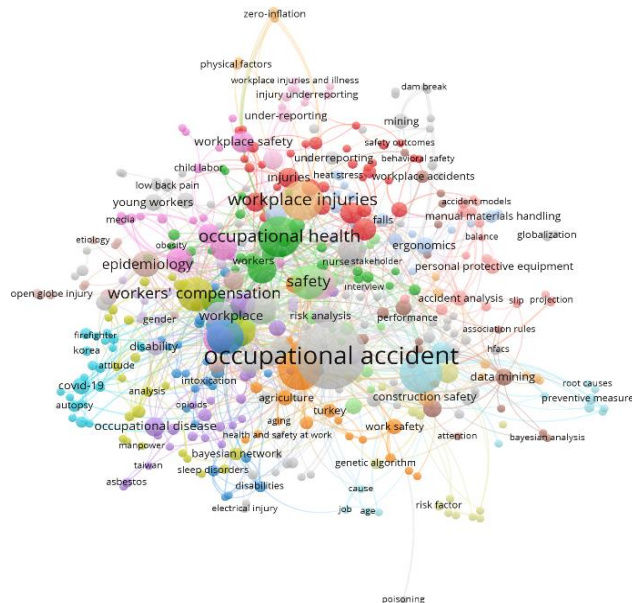 zero-inflation
physical factors
workplace injuries and illness
injury underreporting
dam break
under-reporting
mining
workplace safety
safety outcomes
underreporting
behavioral safety
child labor
injuries
heat stress
workplace accidents
low back pain
workplace injuries
young workers
accident models
media
falls
manual materials handling
etiology
occupational health
balance
globalization
obesity
ergonomics
epidemiology
workers
nurse
stakeholder
personal protective equipment
open globe injury
safety
interview
workers' compensation
accident analysis
slip
projection
gender
workplace
risk analysis
performance
firefighter
association rules
korea
disability
occupational accident
hfacs
attitude
covid-19
analysis
intoxication
data mining
root causes
autopsy
opioids
agriculture
construction safety
preventive measure
turkey
occupational disease
aging
work safety
manpower
health and safety at work
attention
bayesian analysis
bayesian network
taiwan
sleep disorders
genetic algorithm
asbestos
disabilities
cause
electrical injury
job
age
risk factor
poisoning